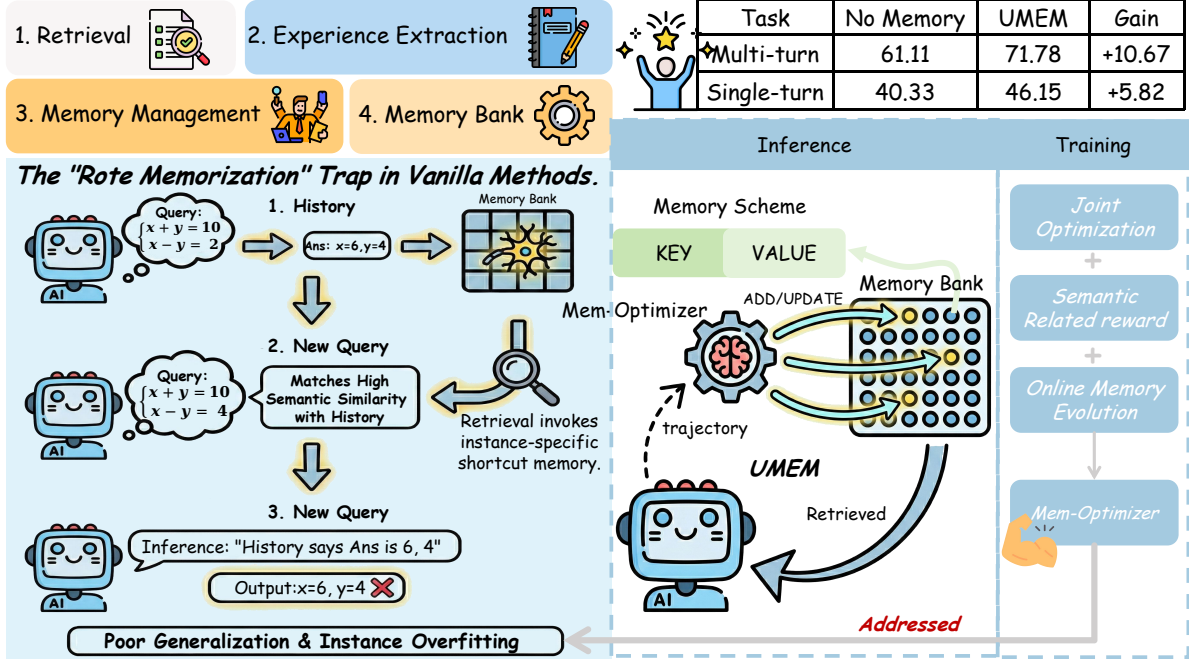 1. Retrieval
2. Experience Extraction
3. Memory Management
4. Memory Bank
Task No Memory UMEM Gain
Multi-turn 61.11 71.78 +10.67
Single-turn 40.33 46.15 +5.82
The "Rote Memorization" Trap in Vanilla Methods.
Query:
x + y = 10
x − y = 2
AI
1. History
Ans: x=6,y=4
Memory Bank
2. New Query
Query:
x + y = 10
x − y = 4
AI
Matches High
Semantic Similarity
with History
Retrieval invokes
instance-specific
shortcut memory.
3. New Query
Inference: "History says Ans is 6, 4"
AI
Output:x=6, y=4
Poor Generalization & Instance Overfitting
Inference
Memory Scheme
KEY VALUE
Memory Bank
ADD/UPDATE
Mem-Optimizer
trajectory
UMEM
Retrieved
AI
Addressed
Training
Joint
Optimization
+
Semantic
Related reward
+
Online Memory
Evolution
Mem-Optimizer